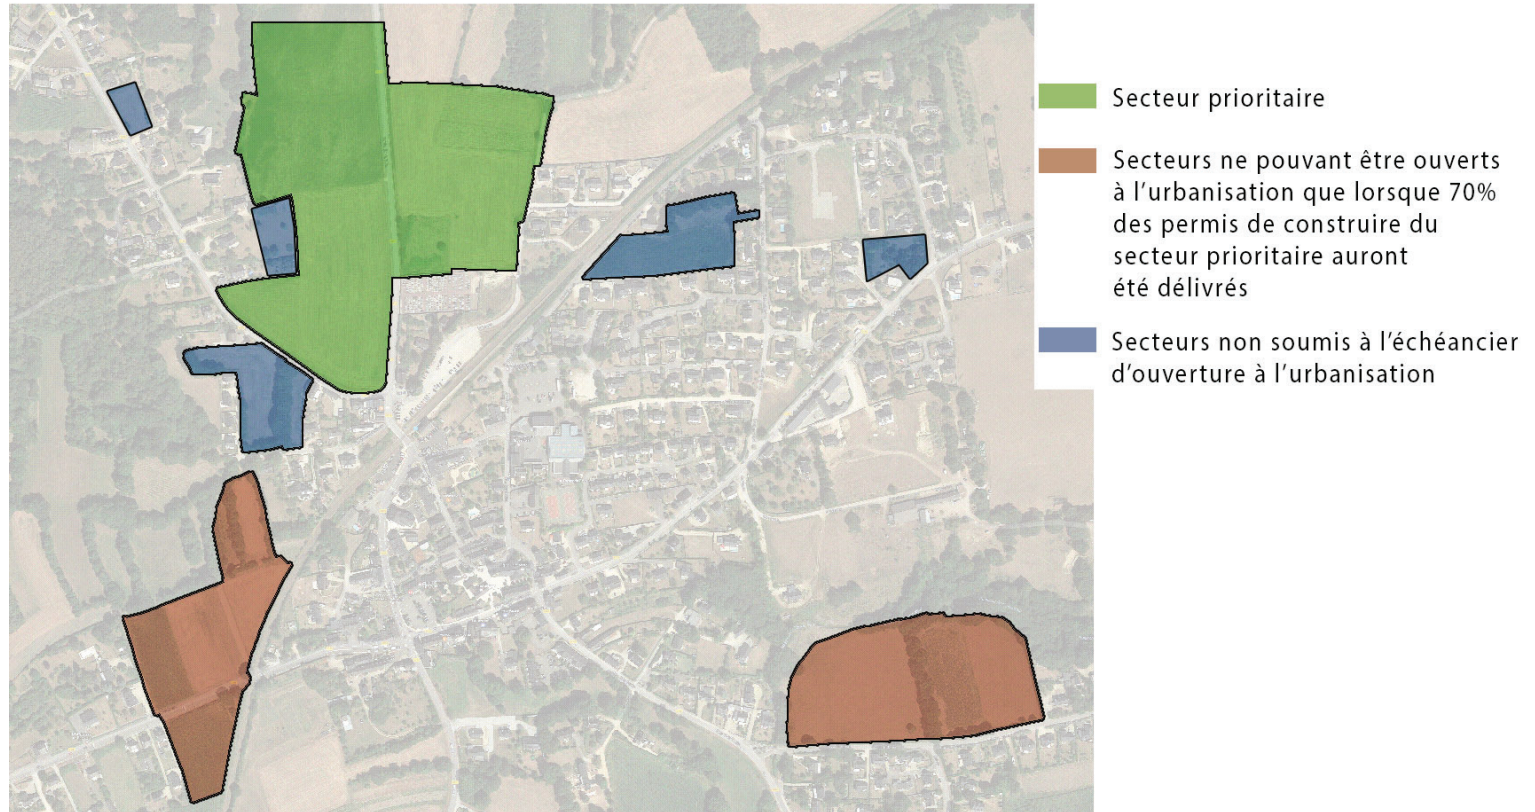 Secteur prioritaire
Secteurs ne pouvant être ouverts
à l’urbanisation que lorsque 70%
des permis de construire du
secteur prioritaire auront
été délivrés
Secteurs non soumis à l’échéancier
d’ouverture à l’urbanisation